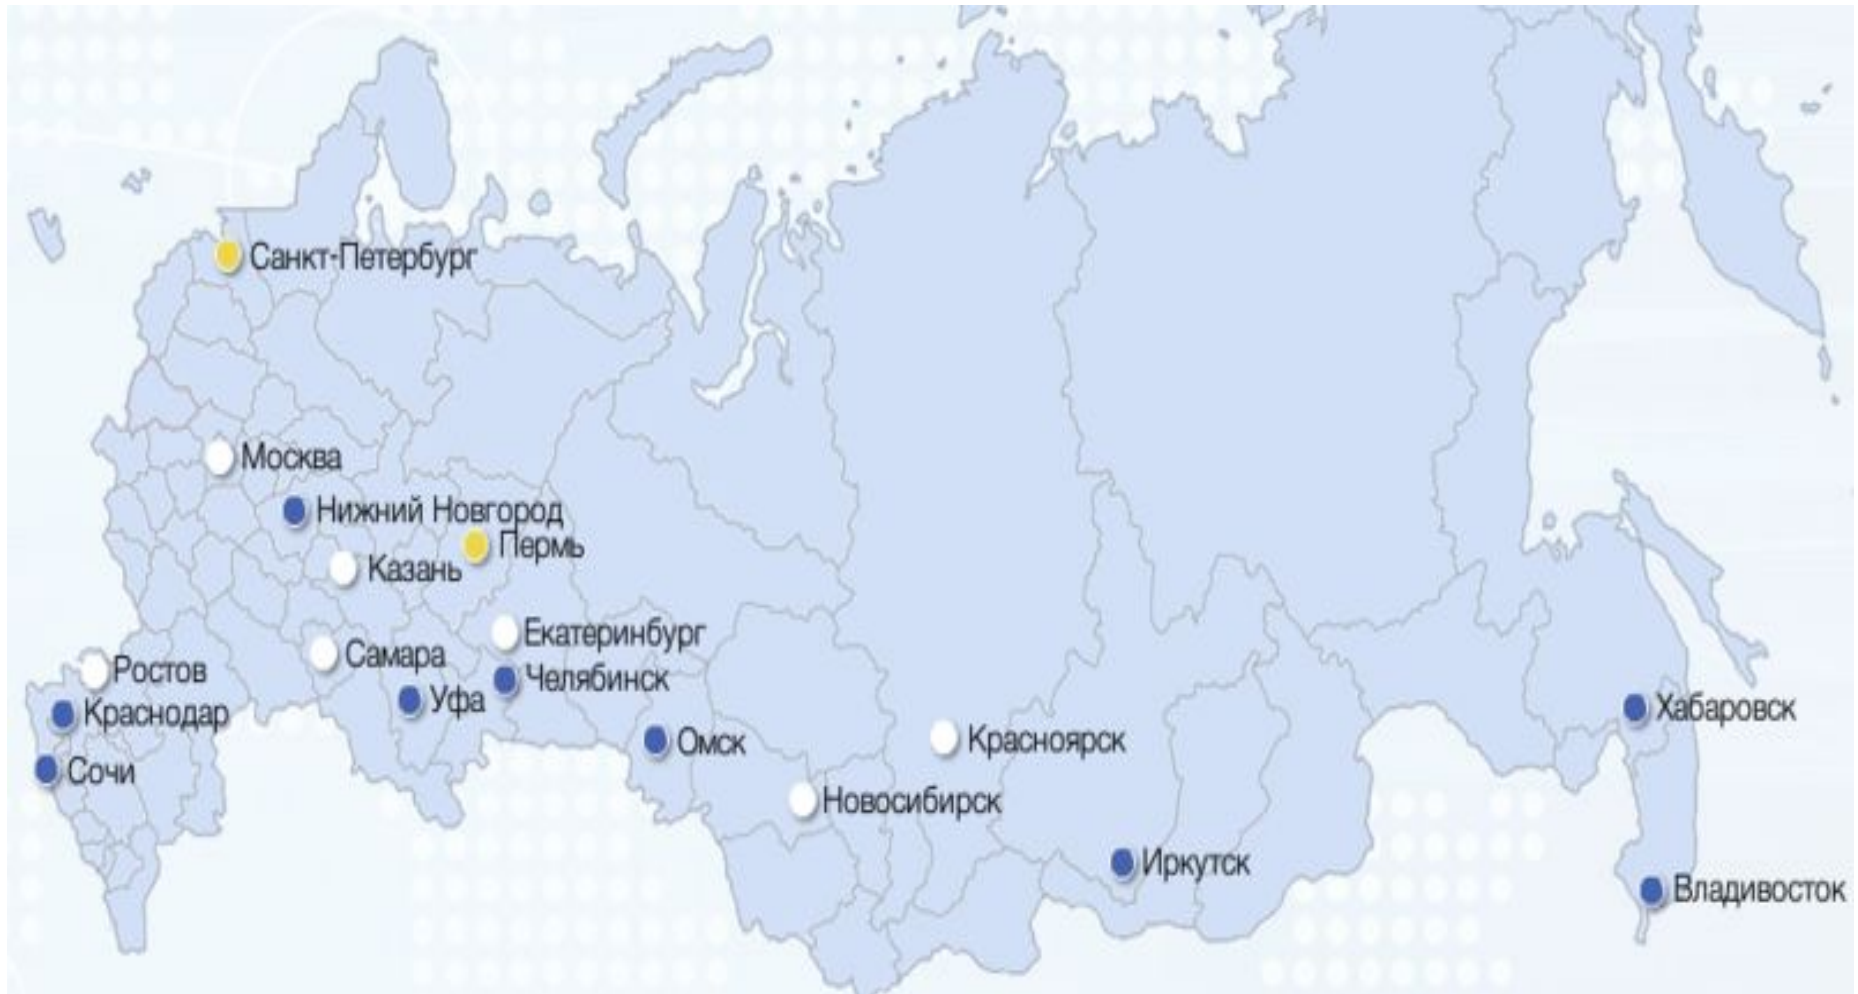 Санкт-Петербург
Москва
Нижний Новгород
Пермь
Казань
Екатеринбург
Самара
Ростов
Челябинск
Уфа
Краснодар
Хабаровск
Омск
Красноярск
Сочи
Новосибирск
Иркутск
Владивосток